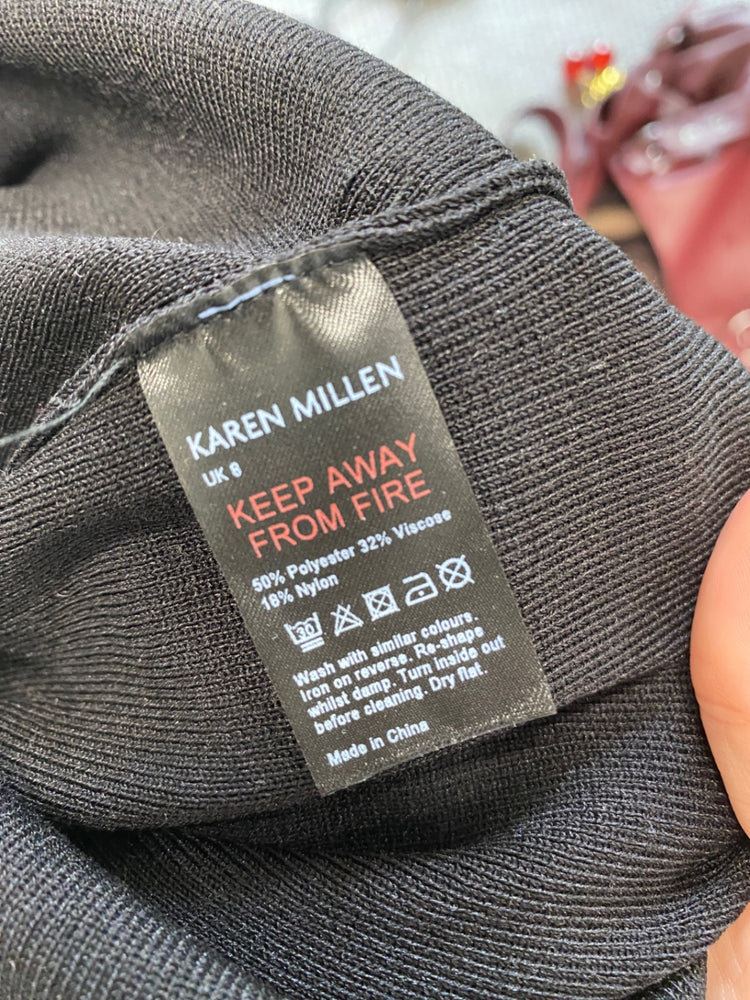 KAREN MILLEN
UK 8
KEEP AWAY
FROM FIRE
50% Polyester 32% Viscose
18% Nylon
30
Wash with similar colours.
Iron on reverse. Re-shape
whilst damp. Turn inside out
before cleaning. Dry flat.
Made in China